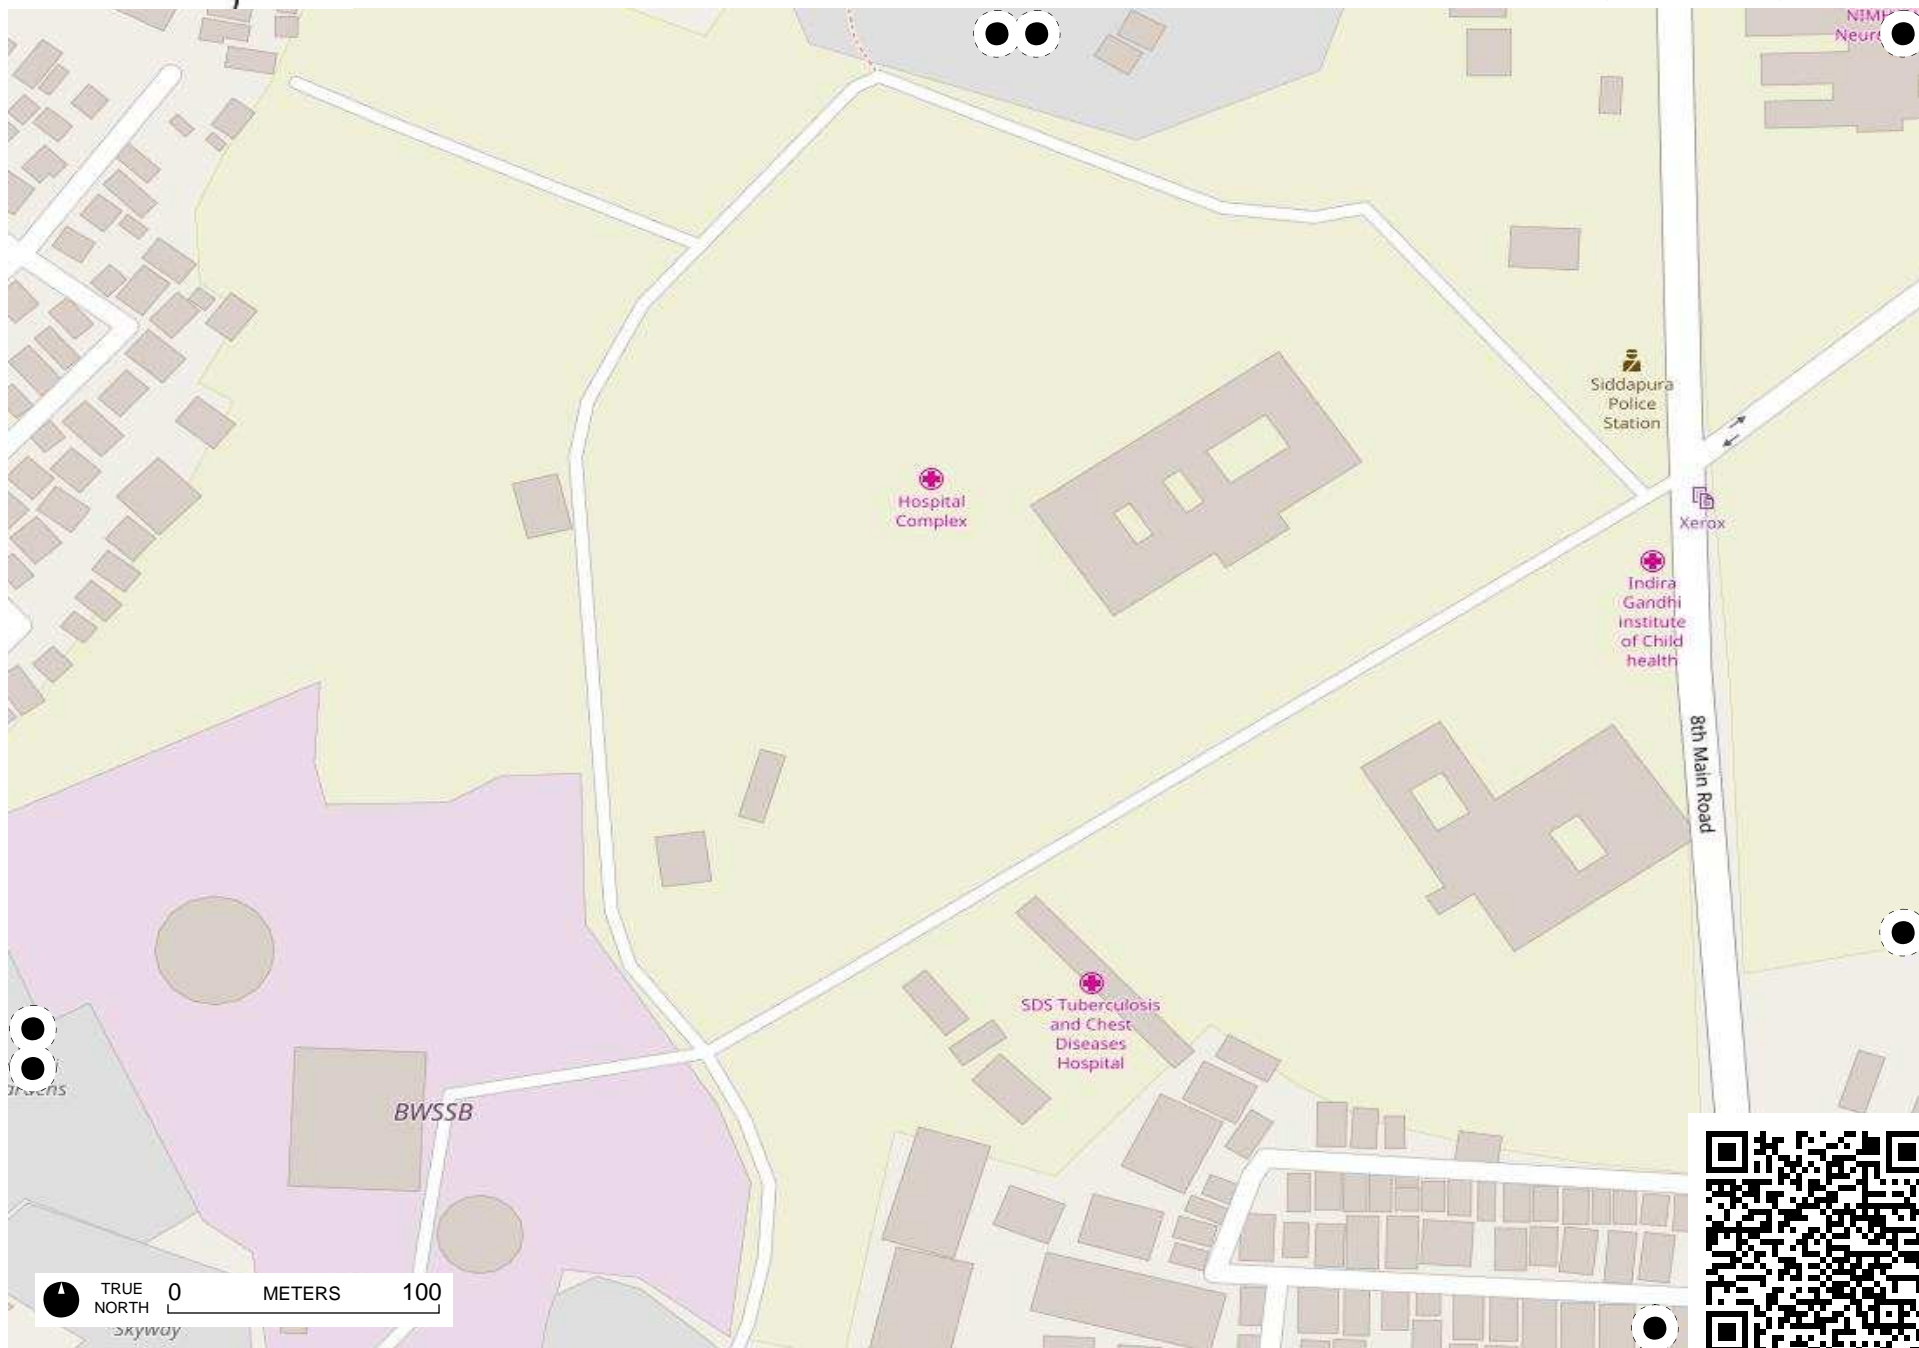 Siddapura
Police
Station
Hospital
Complex
Xerox
Indira
Gandhi
institute
of Child
health
8th Main Road
SDS Tuberculosis
and Chest
Diseases
Hospital
BWSSB
TRUE
NORTH
0 METERS 100
Skyway